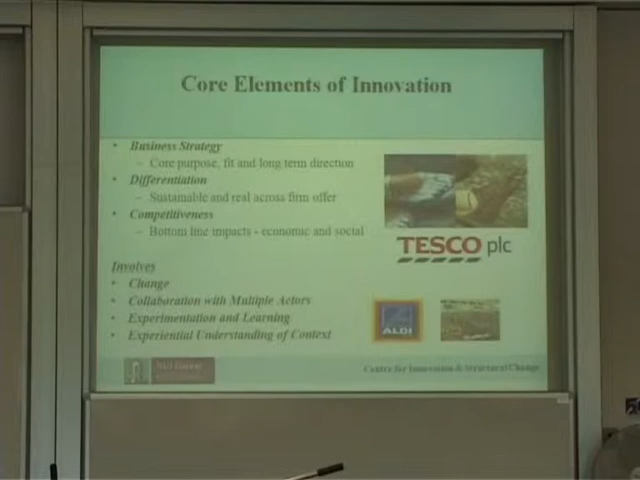 Core Elements of Innovation
• Business Strategy
– Core purpose, fit and long term direction
• Differentiation
– Sustainable and real across firm offer
• Competitiveness
– Bottom line impacts - economic and social
TESCO plc
Involves
• Change
• Collaboration with Multiple Actors
• Experimentation and Learning
• Experiential Understanding of Context
ALDI
NUI Galway
Centre for Innovation & Structural Change